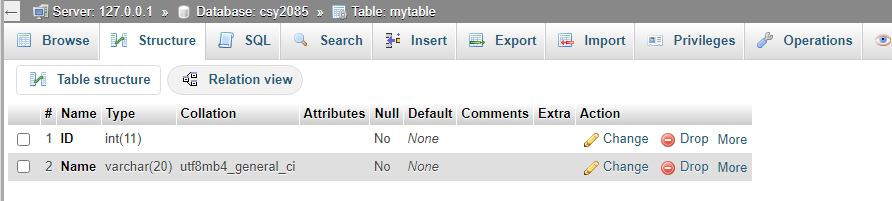 Server: 127.0.0.1 » Database: csy2085 » Table: mytable
Browse Structure SQL Search Insert Export Import Privileges Operations
Table structure Relation view
# Name Type Collation Attributes Null Default Comments Extra Action
1 ID int(11) No None Change Drop More
2 Name varchar(20) utf8mb4_general_ci No None Change Drop More